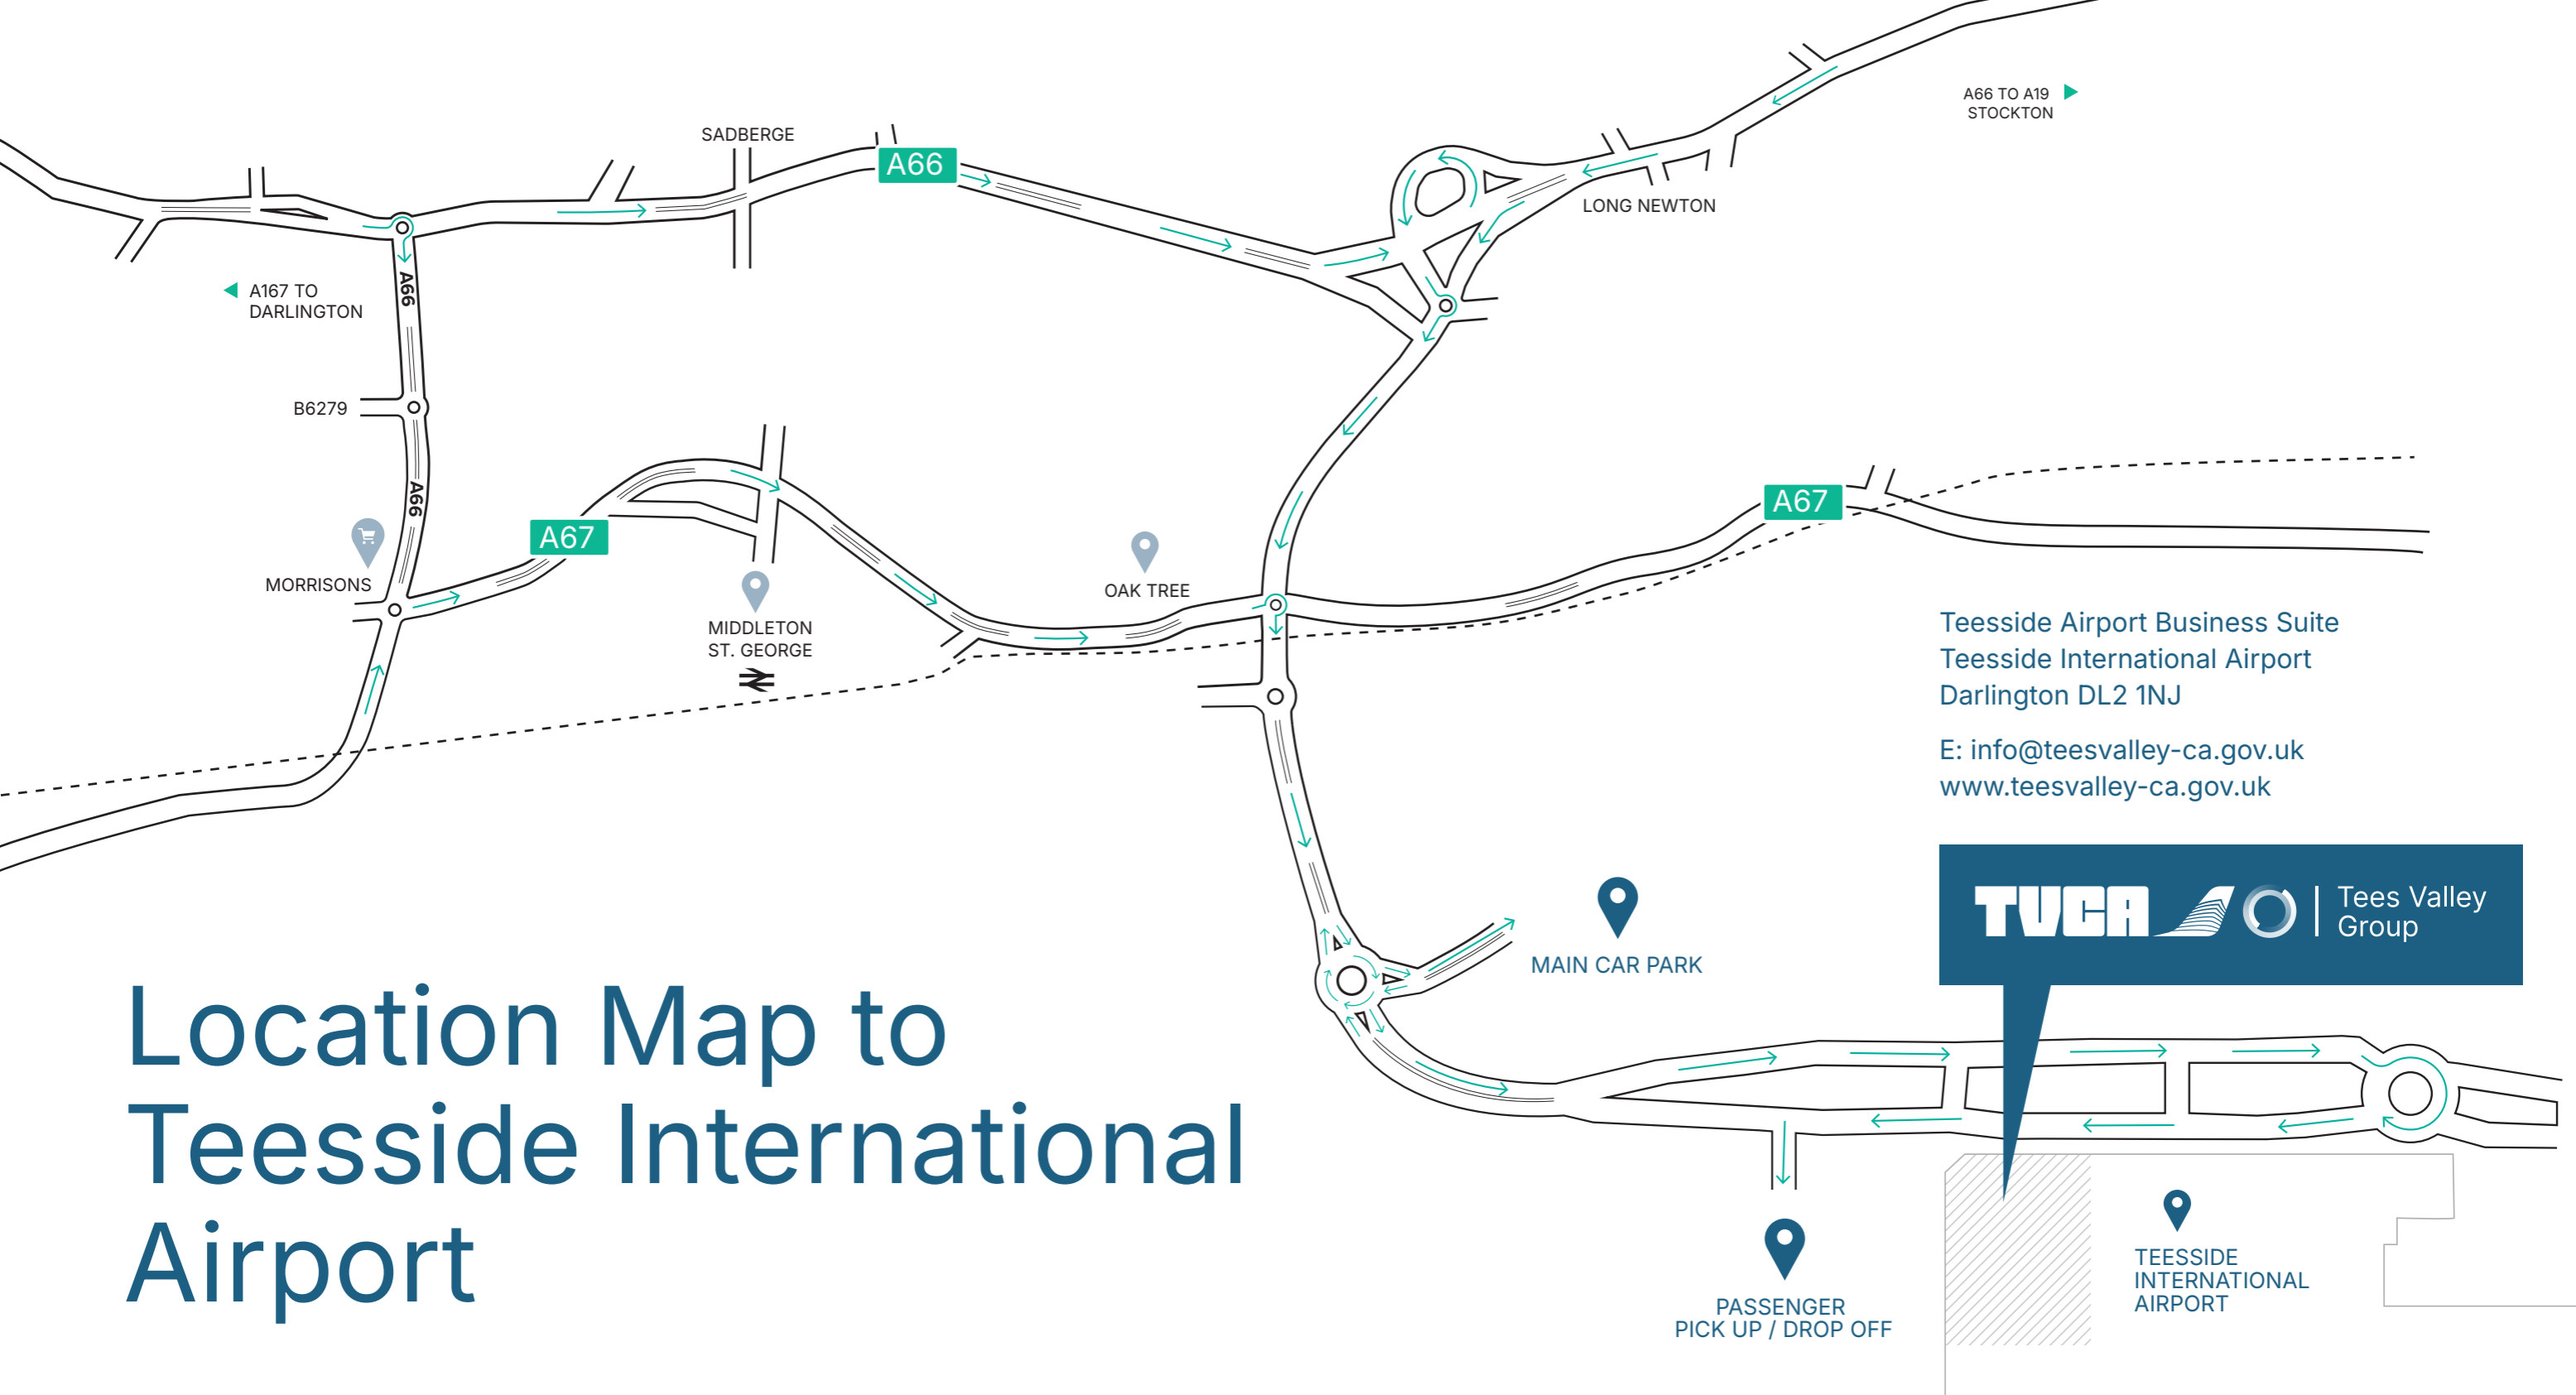 SADBERGE
A66
A66 TO A19
STOCKTON
LONG NEWTON
A167 TO
DARLINGTON
A66
B6279
A66
A67
A67
MORRISONS
OAK TREE
MIDDLETON
ST. GEORGE
Teesside Airport Business Suite
Teesside International Airport
Darlington DL2 1NJ
E: info@teesvalley-ca.gov.uk
www.teesvalley-ca.gov.uk
TVCA
Tees Valley
Group
MAIN CAR PARK
Location Map to
Teesside International
Airport
PASSENGER
PICK UP / DROP OFF
TEESSIDE
INTERNATIONAL
AIRPORT